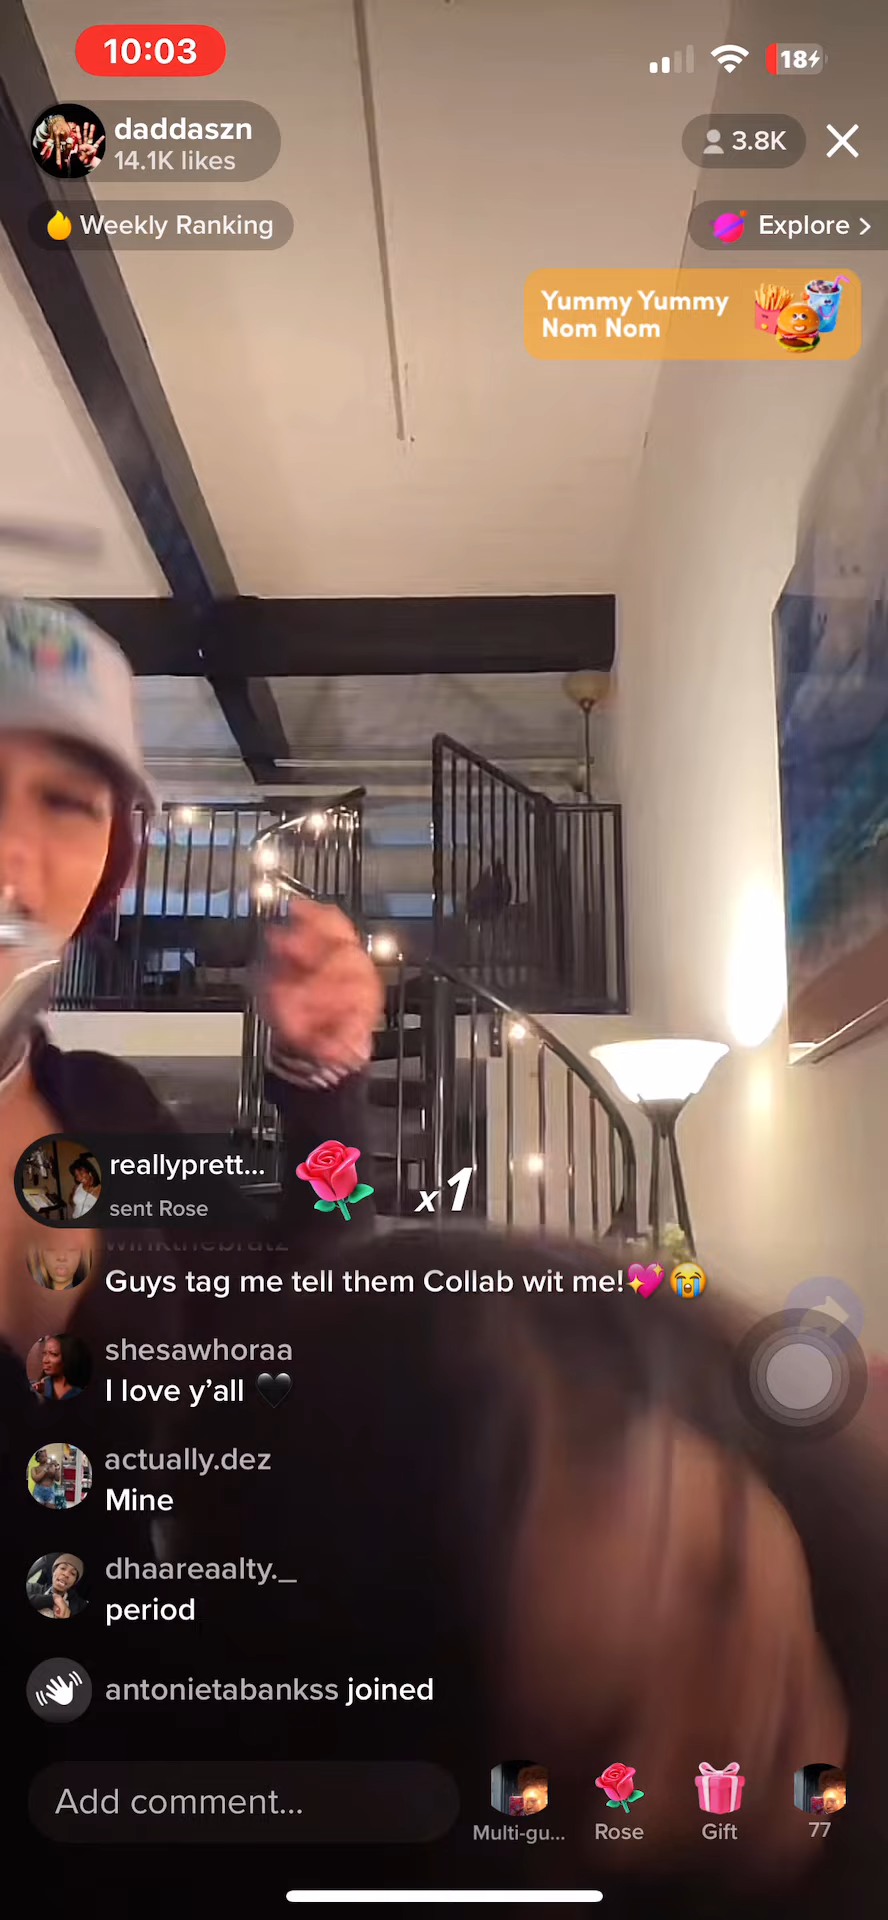 10:03
18
daddaszn
14.1K likes
3.8K
Weekly Ranking
Explore >
Yummy Yummy
Nom Nom
reallyprett...
sent Rose
x1
winkthebratz
Guys tag me tell them Collab wit me!💖😭
shesawhoraa
I love y’all 🖤
actually.dez
Mine
dhaareaalty._
period
antonietabankss joined
Add comment...
Multi-gu...
Rose
Gift
77